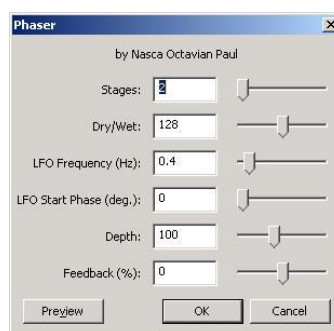 Phaser
by Nasca Octavian Paul
Stages: 2
Dry/Wet: 128
LFO Frequency (Hz): 0.4
LFO Start Phase (deg.): 0
Depth: 100
Feedback (%): 0
Preview OK Cancel